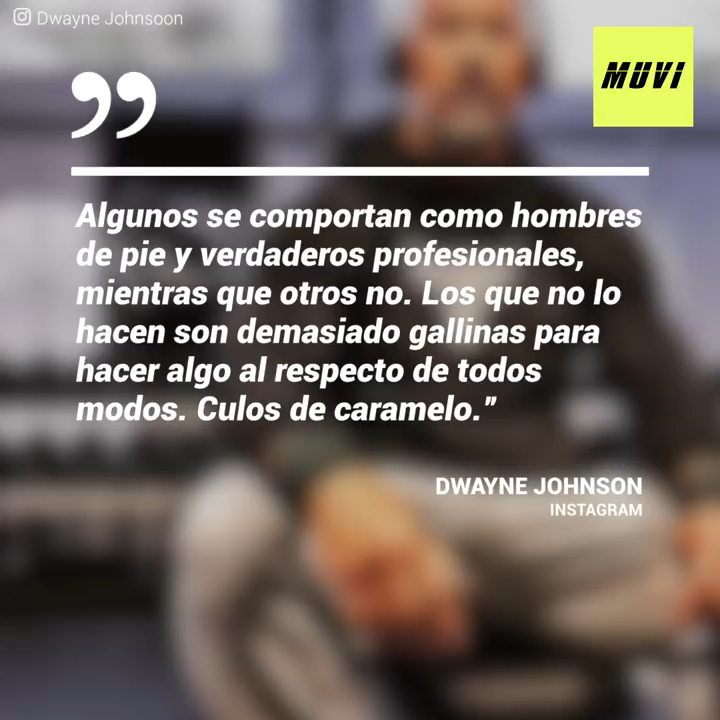 Dwayne Johnsoon
MUVI
”
Algunos se comportan como hombres
de pie y verdaderos profesionales,
mientras que otros no. Los que no lo
hacen son demasiado gallinas para
hacer algo al respecto de todos
modos. Culos de caramelo.”
DWAYNE JOHNSON
INSTAGRAM